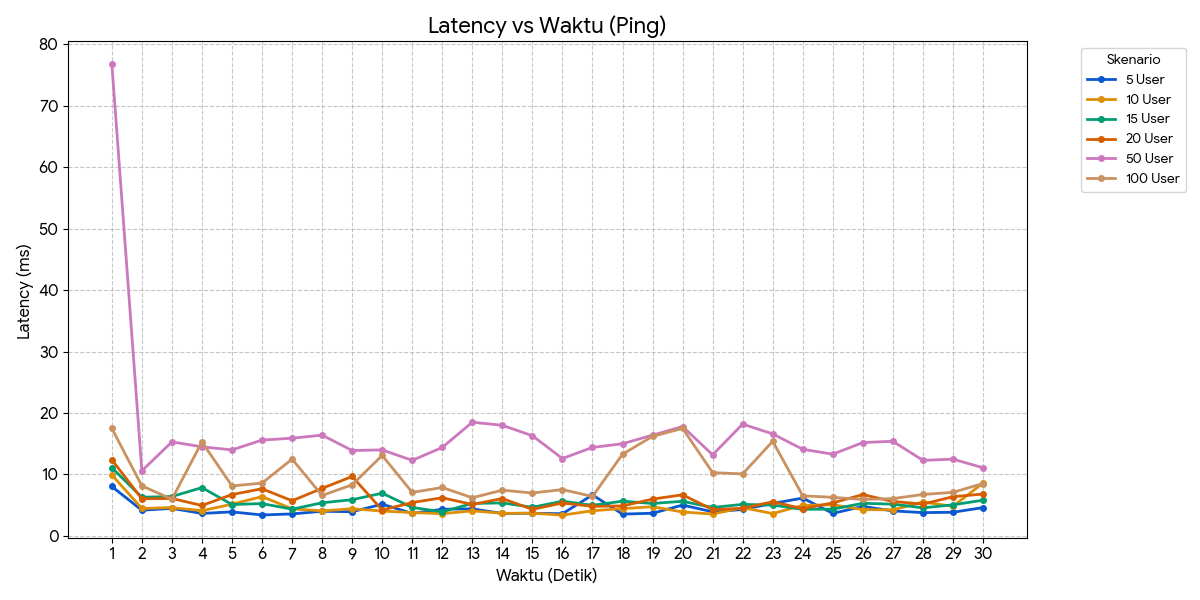 Latency vs Waktu (Ping)
80
70
60
50
40
30
20
10
0
Latency (ms)
1 2 3 4 5 6 7 8 9 10 11 12 13 14 15 16 17 18 19 20 21 22 23 24 25 26 27 28 29 30
Waktu (Detik)
Skenario
5 User
10 User
15 User
20 User
50 User
100 User